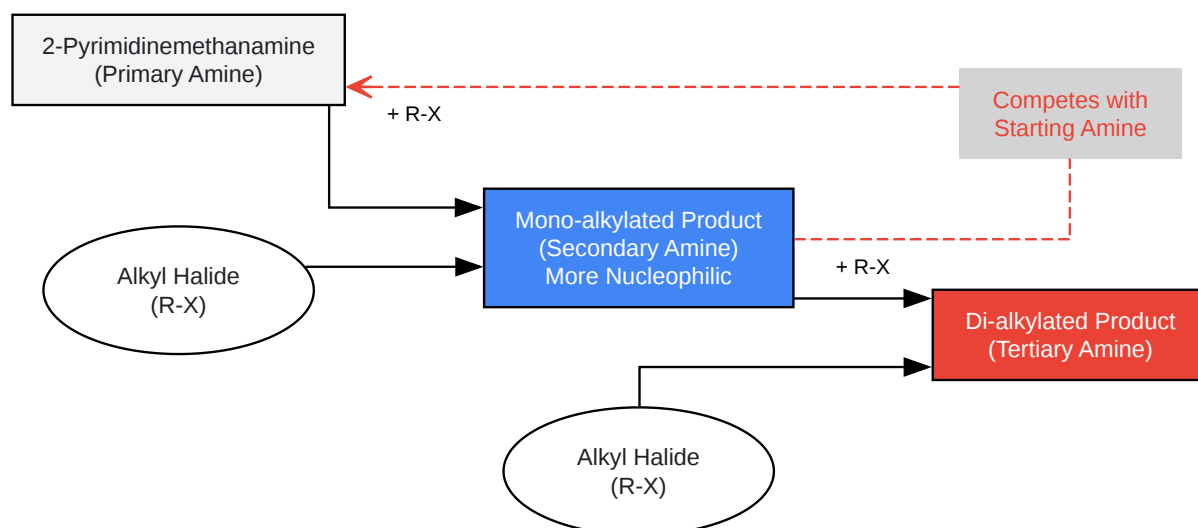 2-Pyrimidinemethanamine
(Primary Amine)
+ R-X
Competes with
Starting Amine
Mono-alkylated Product
(Secondary Amine)
More Nucleophilic
Alkyl Halide
(R-X)
+ R-X
Di-alkylated Product
(Tertiary Amine)
Alkyl Halide
(R-X)